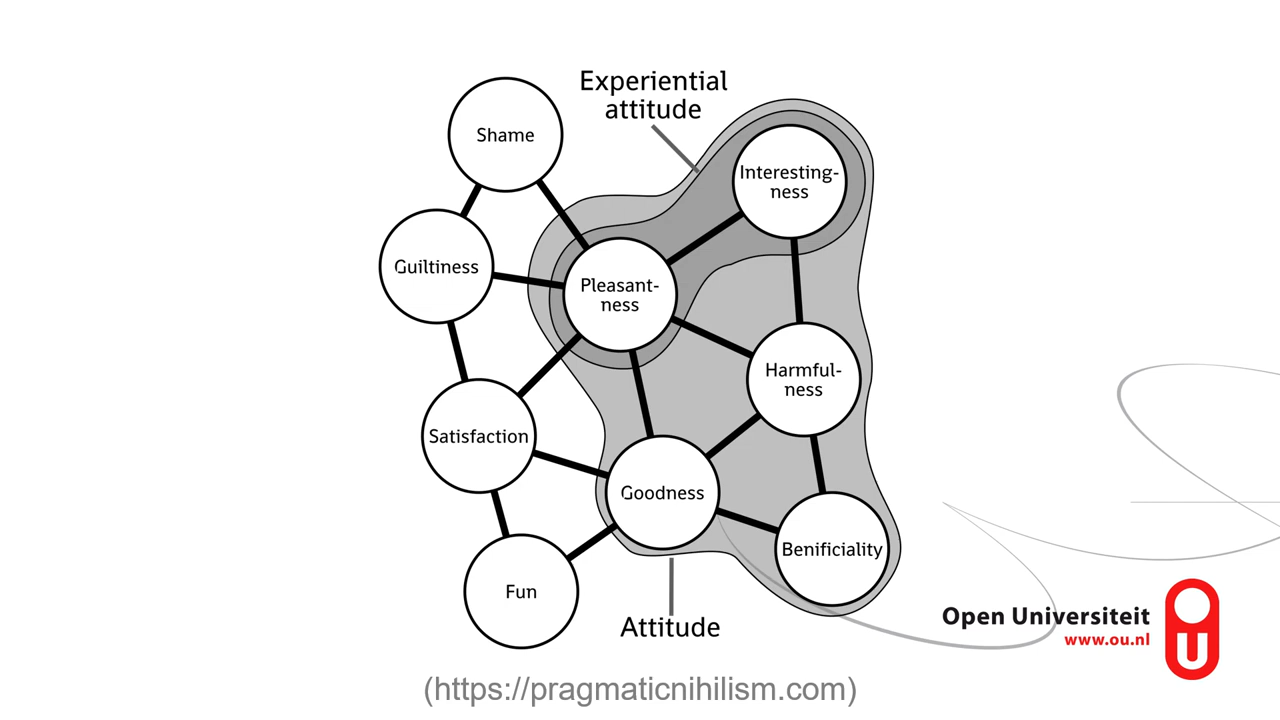 Experiential
attitude
Shame
Interesting-
ness
Guiltiness
Pleasant-
ness
Harmful-
ness
Satisfaction
Goodness
Benificiality
Fun
Attitude
Open Universiteit
www.ou.nl
U
(https://pragmaticnihilism.com)